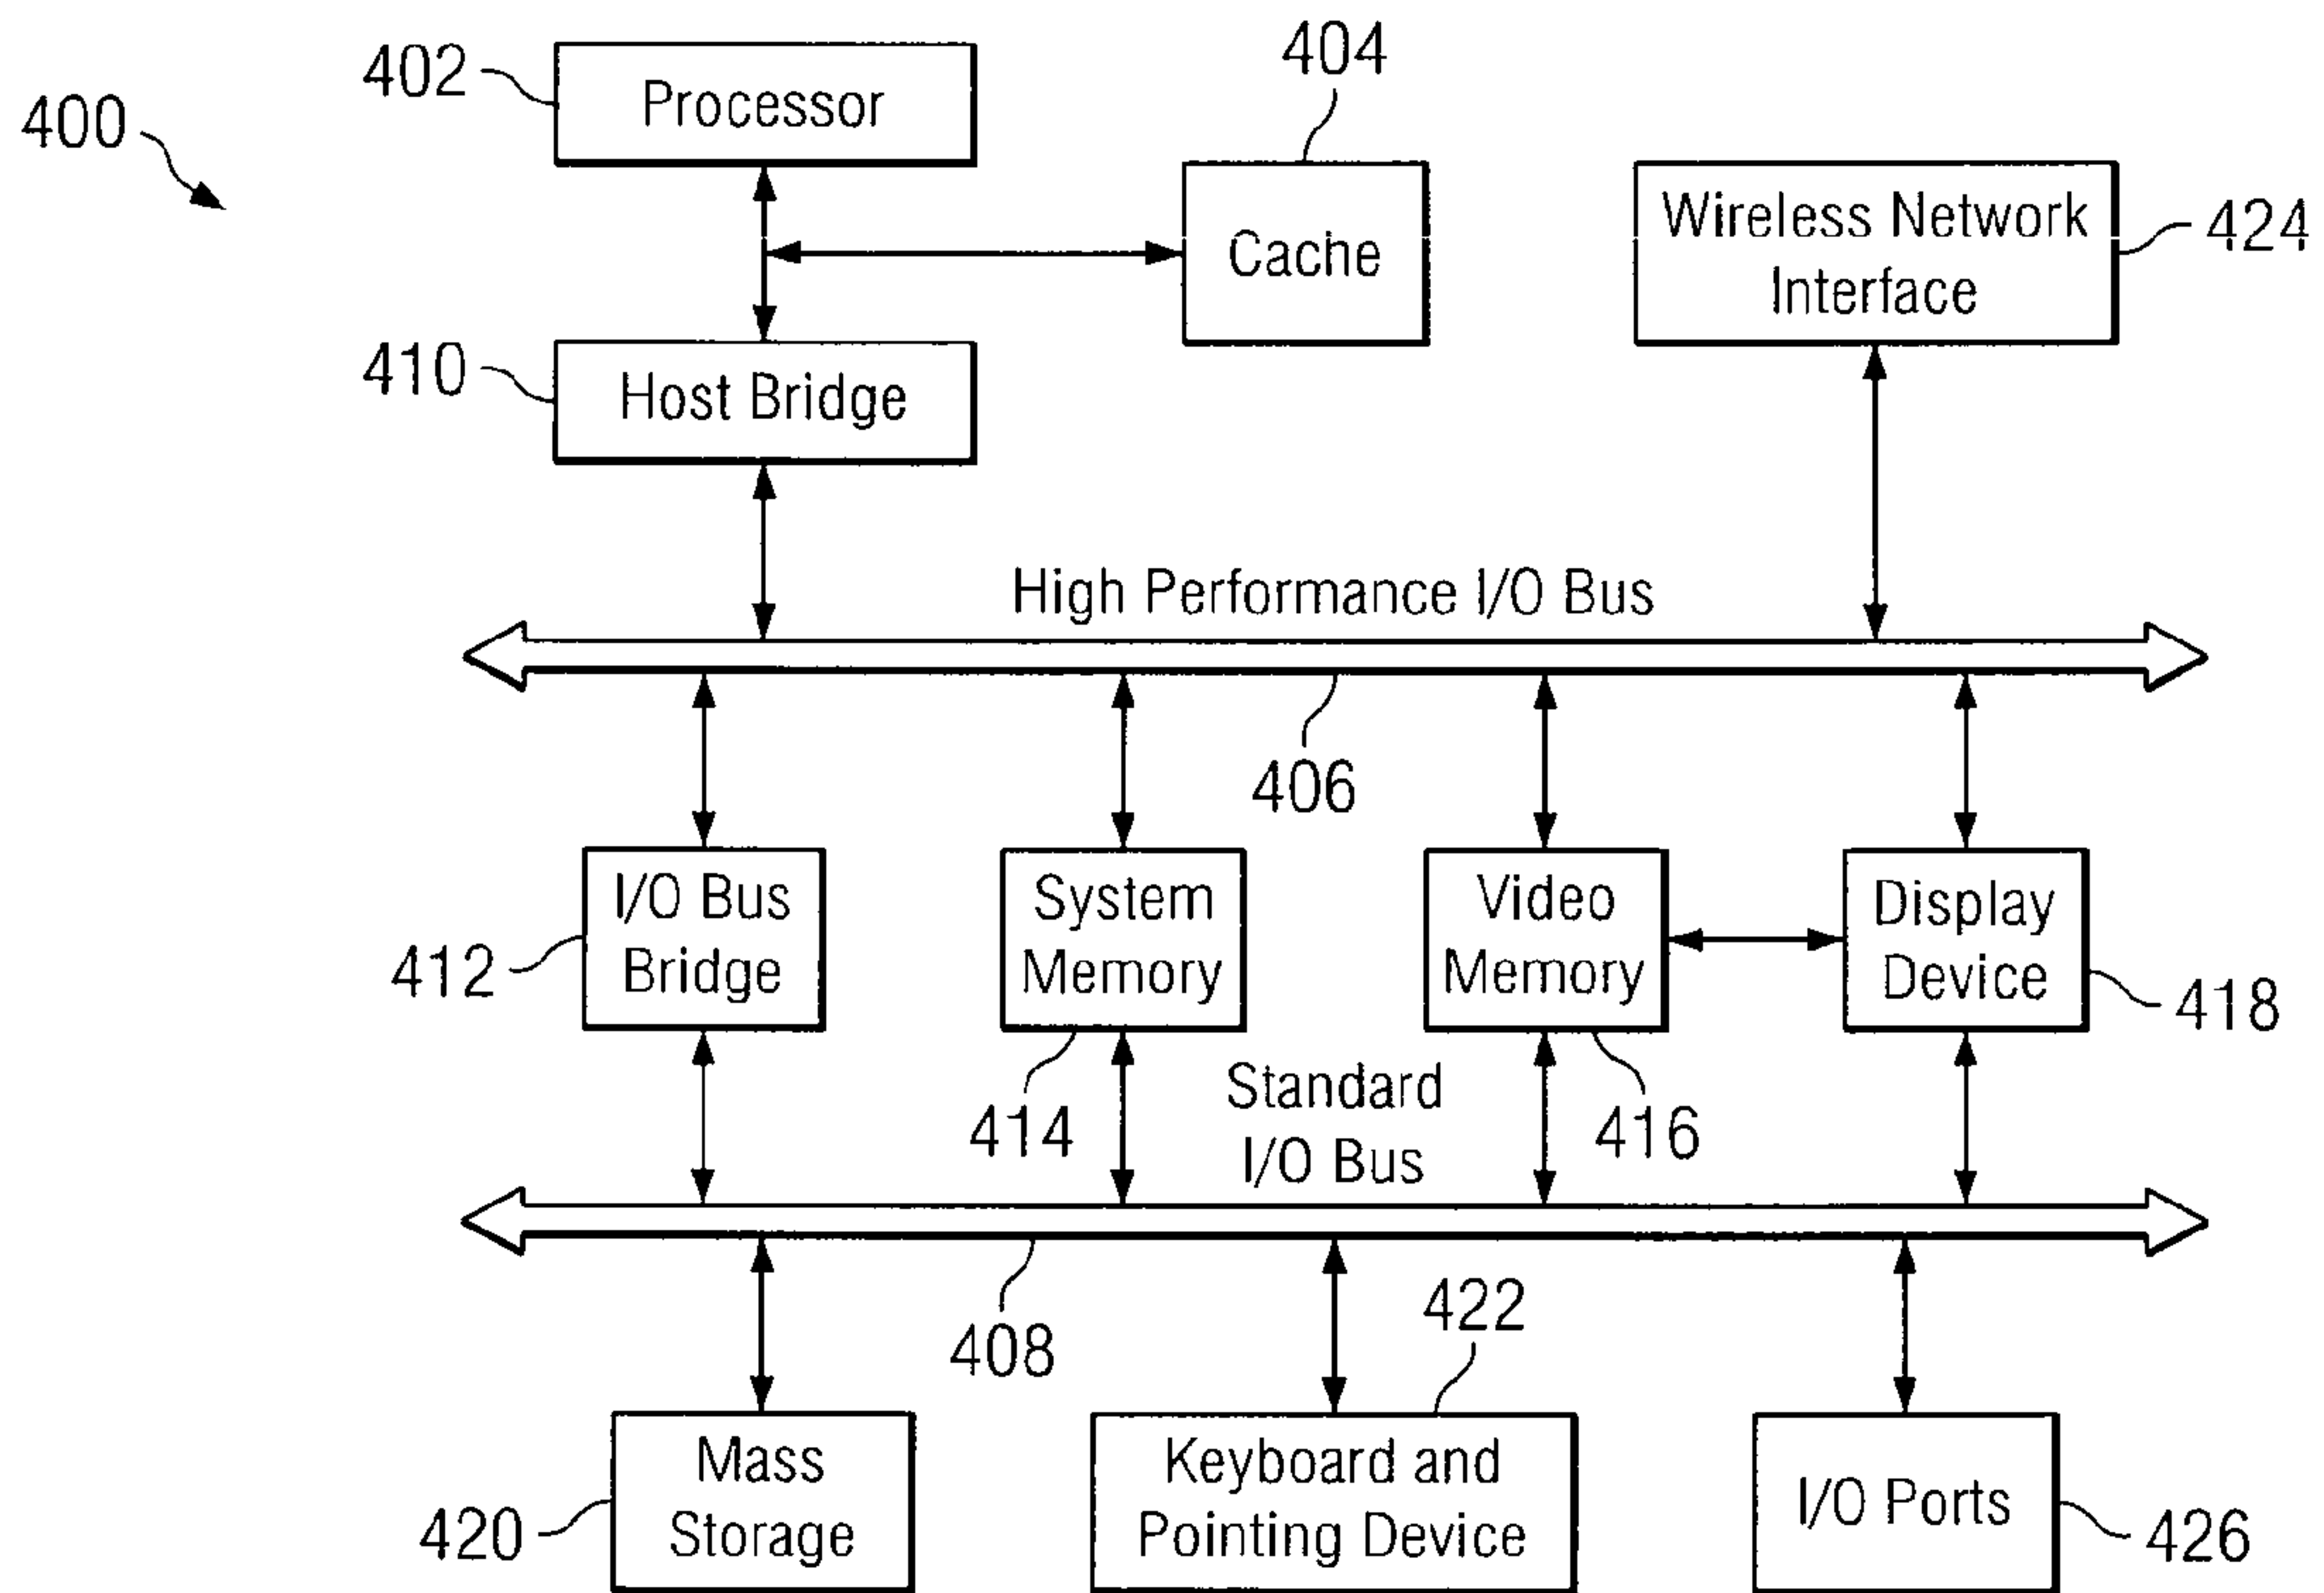 400
402
Processor
404
Cache
Wireless Network
Interface
424
410
Host Bridge
High Performance I/O Bus
406
I/O Bus
Bridge
412
System
Memory
414
Video
Memory
416
Display
Device
418
Standard
I/O Bus
408
Mass
Storage
420
422
Keyboard and
Pointing Device
I/O Ports
426